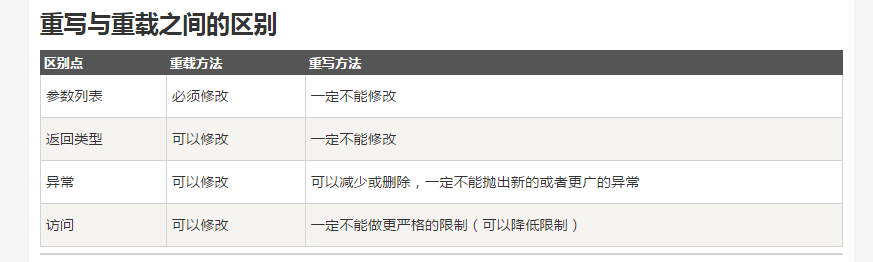 重写与重载之间的区别
区别点 重载方法 重写方法
参数列表 必须修改 一定不能修改
返回类型 可以修改 一定不能修改
异常 可以修改 可以减少或删除，一定不能抛出新的或者更广的异常
访问 可以修改 一定不能做更严格的限制（可以降低限制）